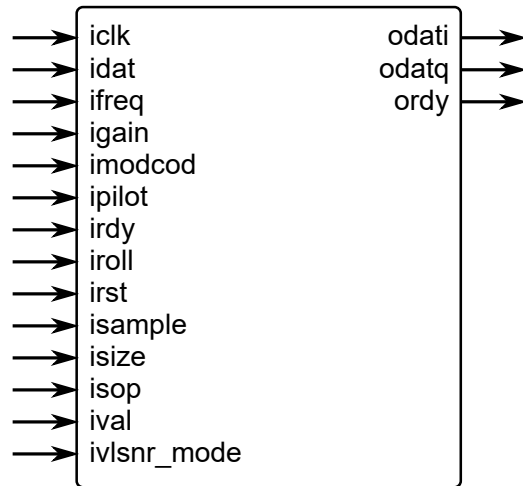 iclk odati
idat odatq
ifreq ordy
igain
imodcod
ipilot
irdy
iroll
irst
isample
isize
isop
ival
ivlsnr_mode